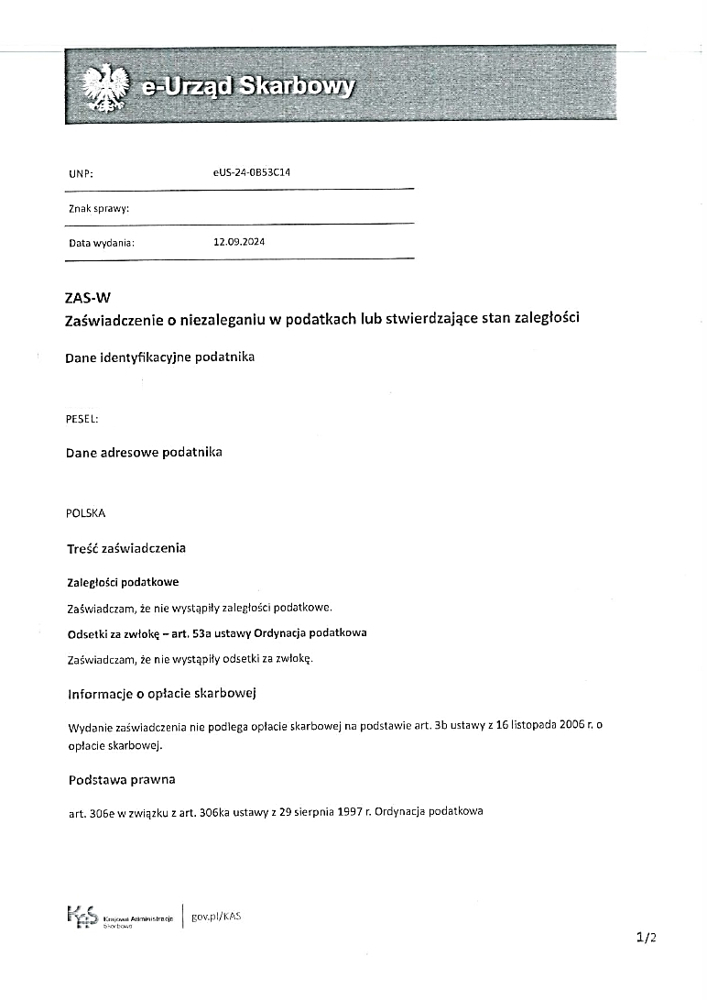 e-Urząd Skarbowy
UNP: eUS-24-0B53C14
Znak sprawy:
Data wydania: 12.09.2024
ZAS-W
Zaświadczenie o niezaleganiu w podatkach lub stwierdzające stan zaległości
Dane identyfikacyjne podatnika
PESEL:
Dane adresowe podatnika
POLSKA
Treść zaświadczenia
Zaległości podatkowe
Zaświadczam, że nie wystąpiły zaległości podatkowe.
Odsetki za zwłokę – art. 53a ustawy Ordynacja podatkowa
Zaświadczam, że nie wystąpiły odsetki za zwłokę.
Informacje o opłacie skarbowej
Wydanie zaświadczenia nie podlega opłacie skarbowej na podstawie art. 3b ustawy z 16 listopada 2006 r. o
opłacie skarbowej.
Podstawa prawna
art. 306e w związku z art. 306ka ustawy z 29 sierpnia 1997 r. Ordynacja podatkowa
KAS Krajowa Administracja
Skarbowa
gov.pl/KAS
1/2